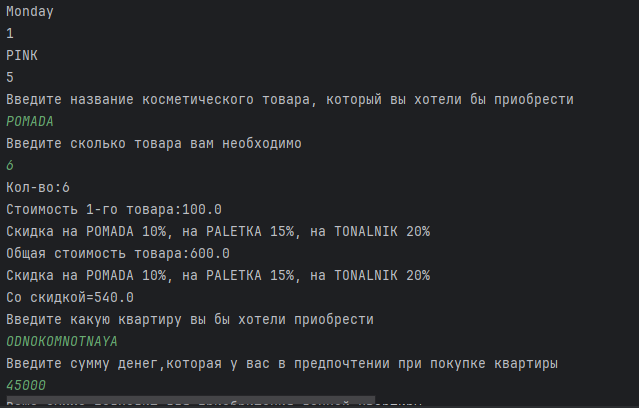 Monday
1
PINK
5
Введите название косметического товара, который вы хотели бы приобрести
POMADA
Введите сколько товара вам необходимо
6
Кол-во:6
Стоимость 1-го товара:100.0
Скидка на POMADA 10%, на PALETKA 15%, на TONALNIK 20%
Общая стоимость товара:600.0
Скидка на POMADA 10%, на PALETKA 15%, на TONALNIK 20%
Со скидкой=540.0
Введите какую квартиру вы бы хотели приобрести
ODNOKOMNOTNAYA
Введите сумму денег,которая у вас в предпочтении при покупке квартиры
45000